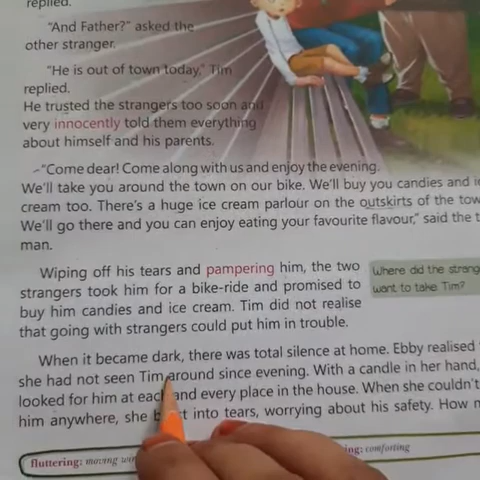 replied.
"And Father?" asked the
other stranger.
"He is out of town today," Tim
replied.
He trusted the strangers too soon and
very innocently told them everything
about himself and his parents.
"Come dear! Come along with us and enjoy the evening.
We'll take you around the town on our bike. We'll buy you candies and
cream too. There's a huge ice cream parlour on the outskirts of the
We'll go there and you can enjoy eating your favourite flavour," said the
man.
Wiping off his tears and pampering him, the two
strangers took him for a bike-ride and promised to
buy him candies and ice cream. Tim did not realise
that going with strangers could put him in trouble.
Where did the
want to take Tim?
When it became dark, there was total silence at home. Ebby realised
she had not seen Tim around since evening. With a candle in her hand,
looked for him at each and every place in the house. When she couldn't
him anywhere, she into tears, worrying about his safety. How
fluttering: moving
comforting